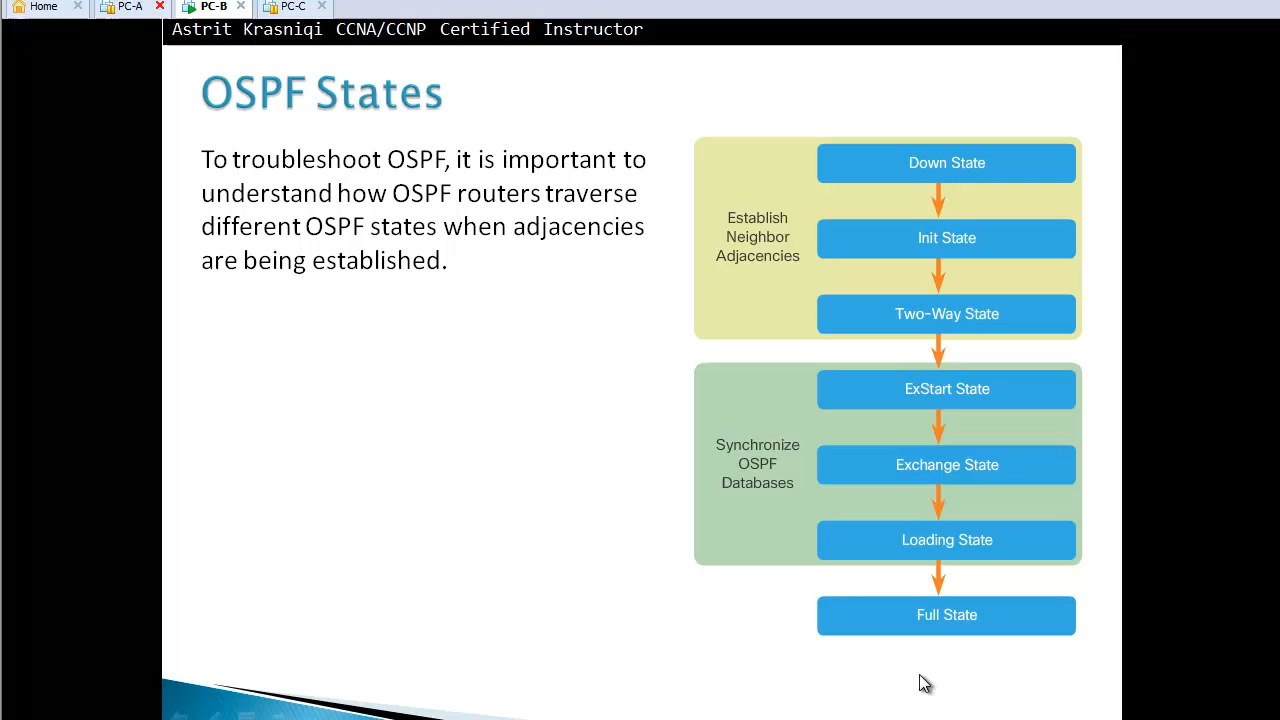 Home
PC-A
PC-B
PC-C
Astrit Krasniqi CCNA/CCNP Certified Instructor
OSPF States
To troubleshoot OSPF, it is important to
understand how OSPF routers traverse
different OSPF states when adjacencies
are being established.
Establish
Neighbor
Adjacencies
Down State
Init State
Two-Way State
Synchronize
OSPF
Databases
ExStart State
Exchange State
Loading State
Full State